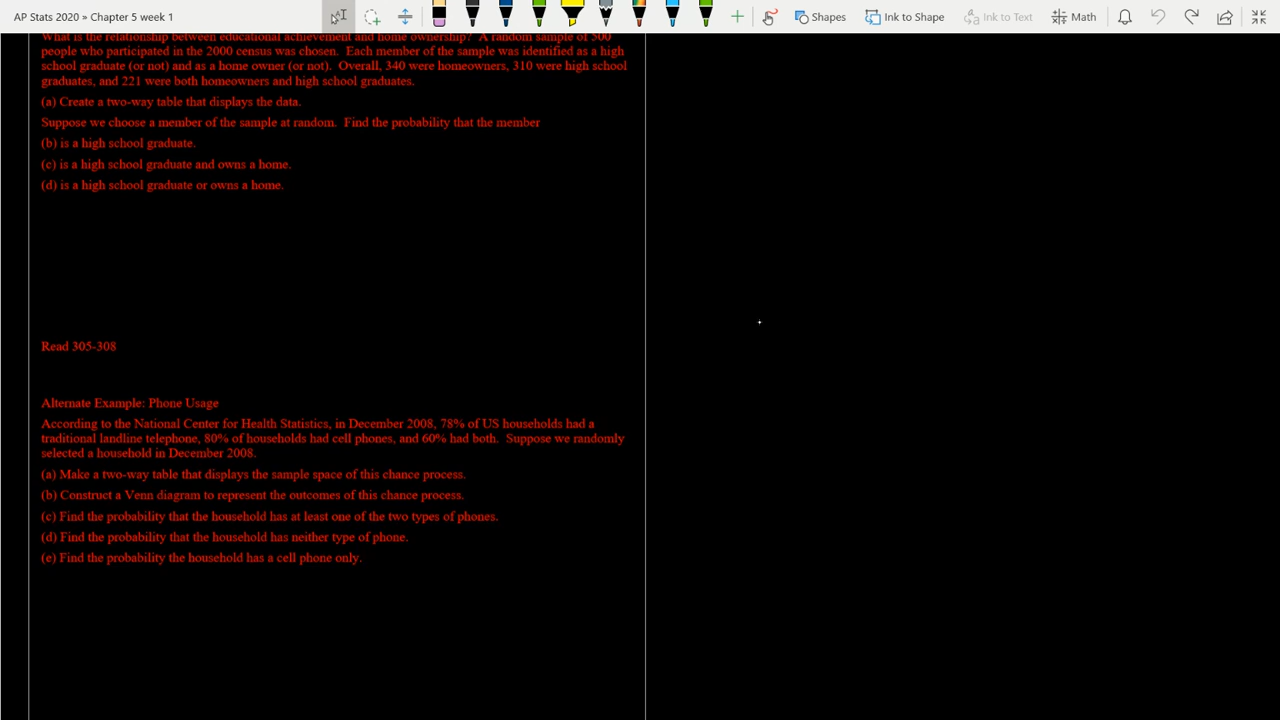 AP Stats 2020 » Chapter 5 week 1
Shapes
Ink to Shape
Ink to Text
Math
What is the relationship between educational achievement and home ownership? A random sample of 500
people who participated in the 2000 census was chosen. Each member of the sample was identified as a high
school graduate (or not) and as a home owner (or not). Overall, 340 were homeowners, 310 were high school
graduates, and 221 were both homeowners and high school graduates.
(a) Create a two-way table that displays the data.
Suppose we choose a member of the sample at random. Find the probability that the member
(b) is a high school graduate.
(c) is a high school graduate and owns a home.
(d) is a high school graduate or owns a home.
Read 305-308
Alternate Example: Phone Usage
According to the National Center for Health Statistics, in December 2008, 78% of US households had a
traditional landline telephone, 80% of households had cell phones, and 60% had both. Suppose we randomly
selected a household in December 2008.
(a) Make a two-way table that displays the sample space of this chance process.
(b) Construct a Venn diagram to represent the outcomes of this chance process.
(c) Find the probability that the household has at least one of the two types of phones.
(d) Find the probability that the household has neither type of phone.
(e) Find the probability the household has a cell phone only.